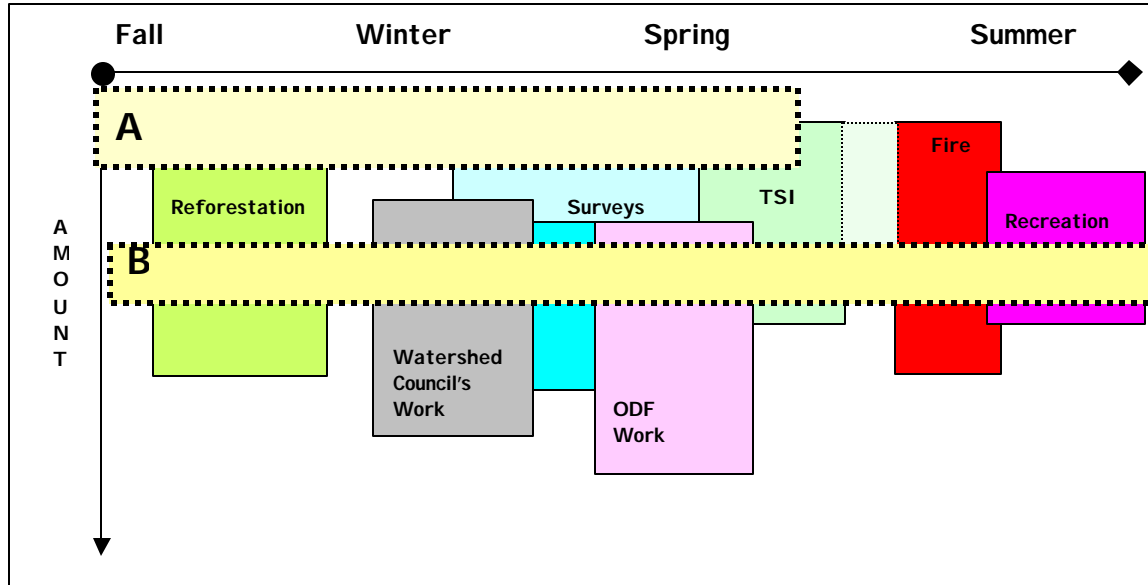 Fall Winter Spring Summer
A
Fire
TSI
Reforestation Surveys
Recreation
A
M
O
U
N
T
B
Watershed
Council's
Work
ODF
Work